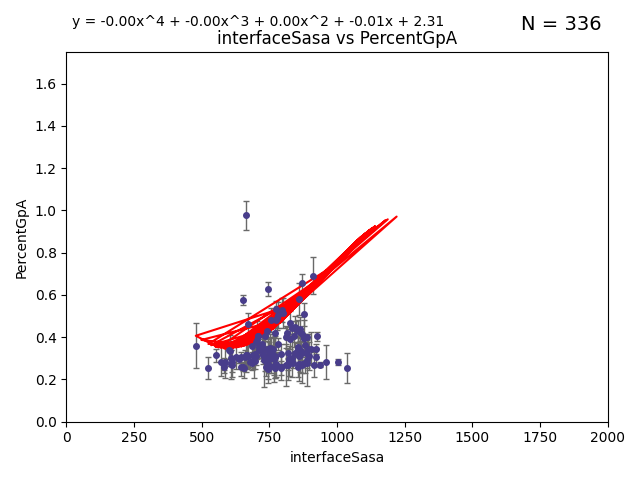 y = -0.00x^4 + -0.00x^3 + 0.00x^2 + -0.01x + 2.31
N = 336
interfaceSasa vs PercentGpA
PercentGpA
1.6
1.4
1.2
1.0
0.8
0.6
0.4
0.2
0.0
0 250 500 750 1000 1250 1500 1750 2000
interfaceSasa